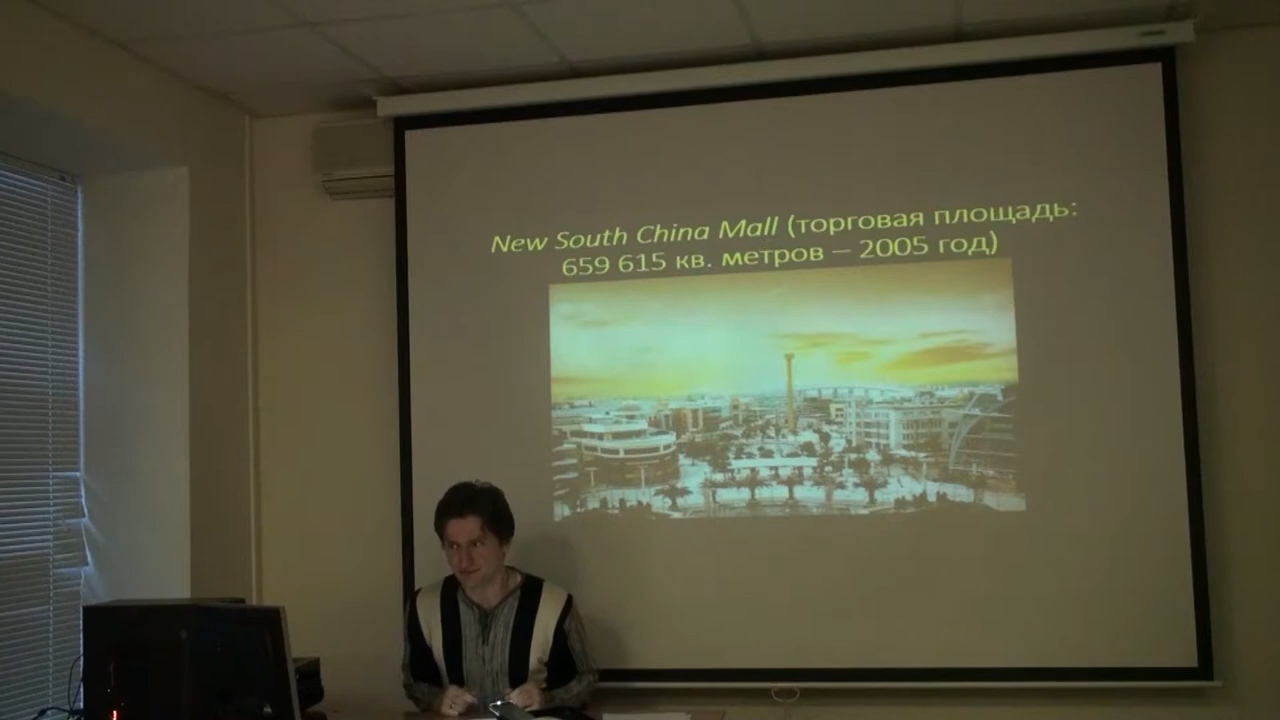 New South China Mall (торговая площадь:
659 615 кв. метров – 2005 год)